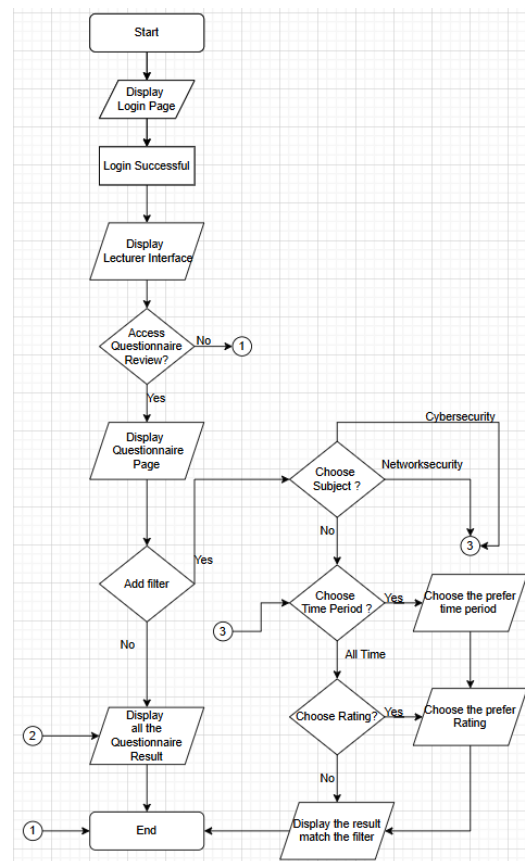 Start
Display
Login Page
Login Successful
Display
Lecturer Interface
Access
Questionnaire
Review?
No
1
Yes
Display
Questionnaire
Page
Cybersecurity
Choose
Subject ?
Networksecurity
3
No
Add filter
Yes
Choose
Time Period ?
Yes
Choose the prefer
time period
3
No
All Time
Display
all the
Questionnaire
Result
2
Choose Rating?
Yes
Choose the prefer
Rating
No
1
End
Display the result
match the filter